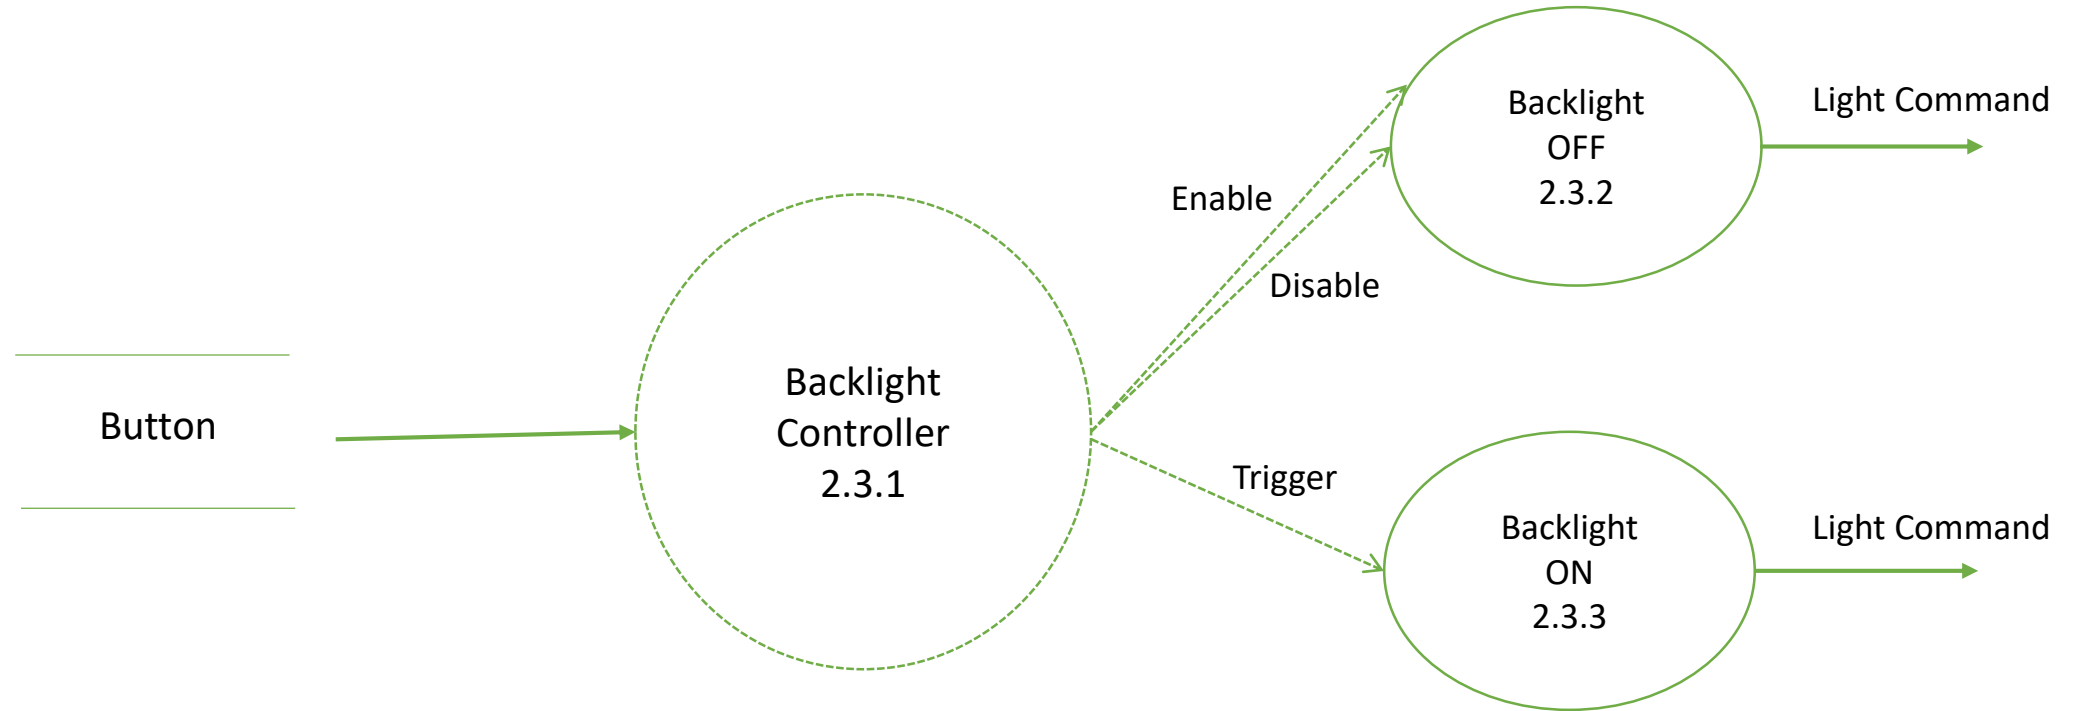 Button
Backlight
Controller
2.3.1
Enable
Disable
Trigger
Backlight
OFF
2.3.2
Light Command
Backlight
ON
2.3.3
Light Command